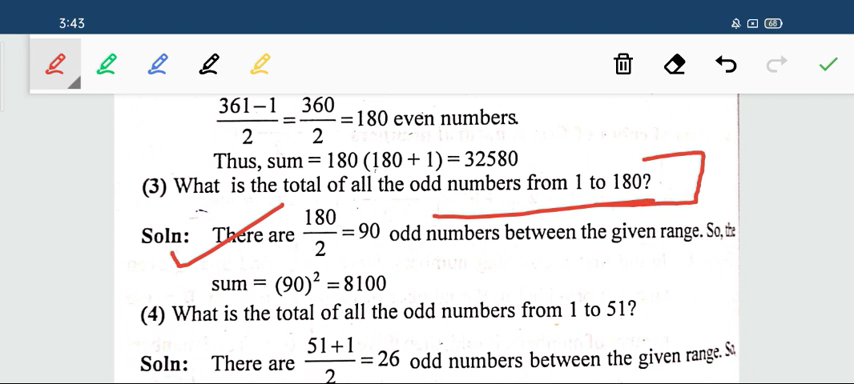 3:43
68
361−1/2 = 360/2 = 180 even numbers.
Thus, sum = 180 (180 + 1) = 32580
(3) What is the total of all the odd numbers from 1 to 180?
Soln: There are 180/2 = 90 odd numbers between the given range. So, the
sum = (90)² = 8100
(4) What is the total of all the odd numbers from 1 to 51?
Soln: There are 51+1/2 = 26 odd numbers between the given range. So